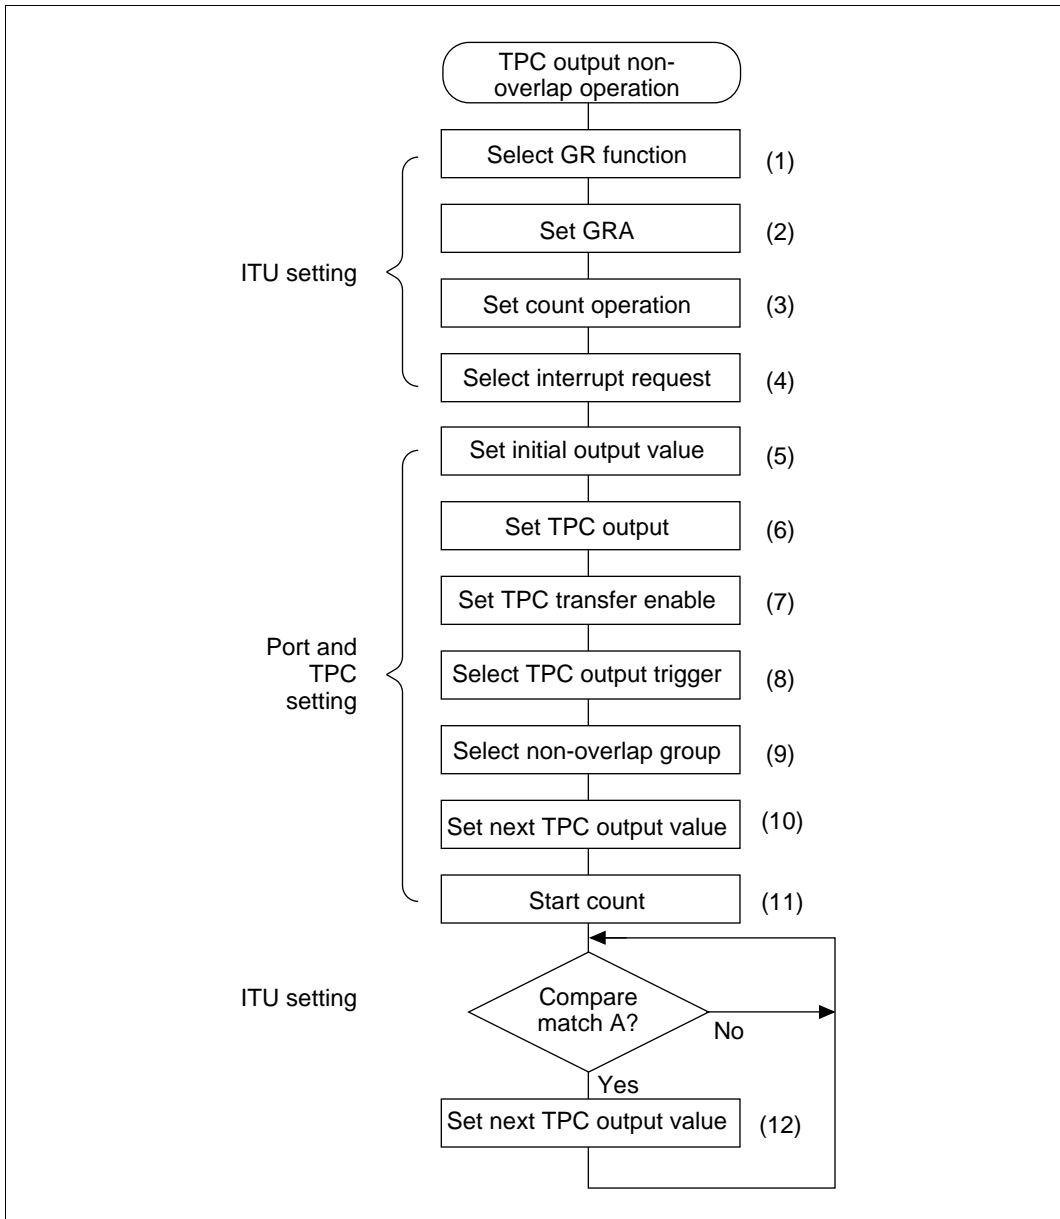 TPC output non-
overlap operation
Select GR function
(1)
Set GRA
(2)
ITU setting
Set count operation
(3)
Select interrupt request
(4)
Set initial output value
(5)
Set TPC output
(6)
Set TPC transfer enable
(7)
Port and
TPC
setting
Select TPC output trigger
(8)
Select non-overlap group
(9)
Set next TPC output value
(10)
Start count
(11)
ITU setting
Compare
match A?
No
Yes
Set next TPC output value
(12)